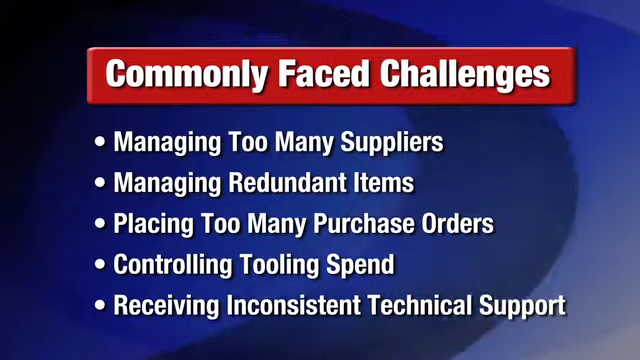 Commonly Faced Challenges
• Managing Too Many Suppliers
• Managing Redundant Items
• Placing Too Many Purchase Orders
• Controlling Tooling Spend
• Receiving Inconsistent Technical Support